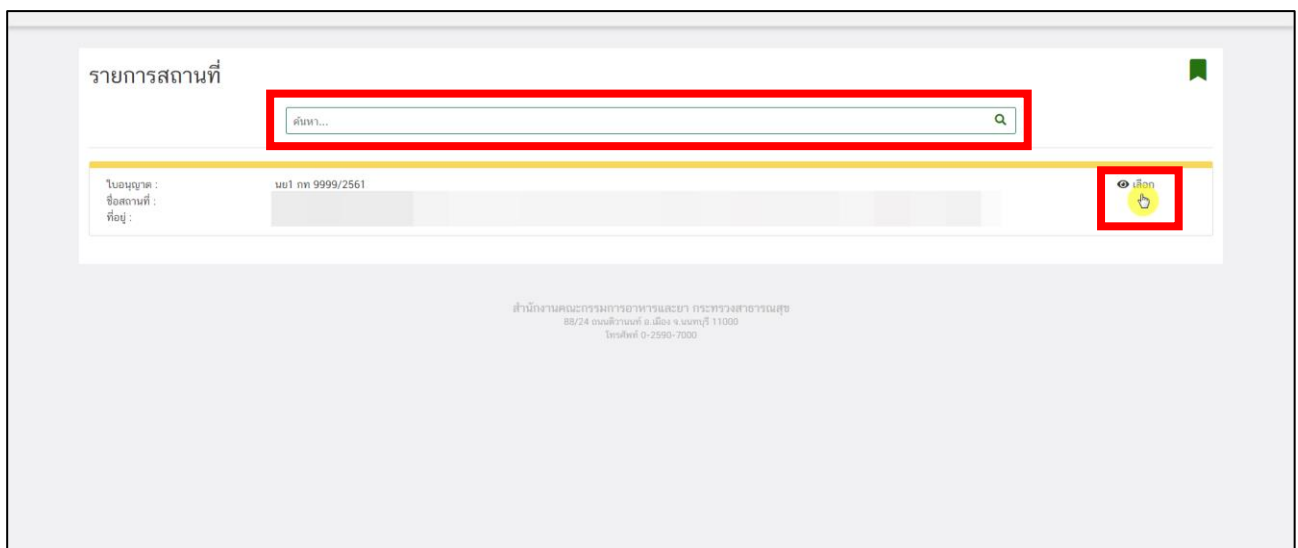 รายการสถานที่
ค้นหา...
ใบอนุญาต : นย1 กท 9999/2561 เลือก
ชื่อสถานที่ :
ที่อยู่ :
สำนักงานคณะกรรมการอาหารและยา กระทรวงสาธารณสุข
88/24 ถนนติวานนท์ อ.เมือง จ.นนทบุรี 11000
โทรศัพท์ 0-2590-7000